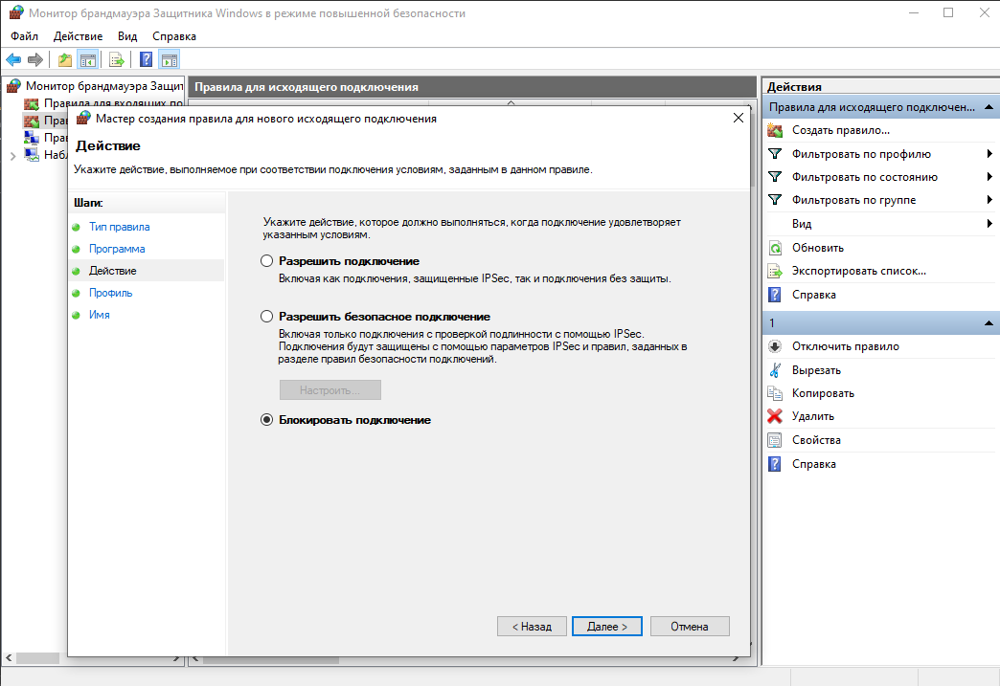 Монитор брандмауэра Защитника Windows в режиме повышенной безопасности
Файл Действие Вид Справка
Монитор брандмауэра Защит
Правила для входящих по
Пра
Пра
Набл
Правила для исходящего подключения
Мастер создания правила для нового исходящего подключения
Действие
Укажите действие, выполняемое при соответствии подключения условиям, заданным в данном правиле.
Шаги:
Тип правила
Программа
Действие
Профиль
Имя
Укажите действие, которое должно выполняться, когда подключение удовлетворяет
указанным условиям.
Разрешить подключение
Включая как подключения, защищенные IPSec, так и подключения без защиты.
Разрешить безопасное подключение
Включая только подключения с проверкой подлинности с помощью IPSec.
Подключения будут защищены с помощью параметров IPSec и правил, заданных в
разделе правил безопасности подключений.
Настроить...
Блокировать подключение
< Назад
Далее >
Отмена
Действия
Правила для исходящего подключен...
Создать правило...
Фильтровать по профилю
Фильтровать по состоянию
Фильтровать по группе
Вид
Обновить
Экспортировать список...
Справка
1
Отключить правило
Вырезать
Копировать
Удалить
Свойства
Справка